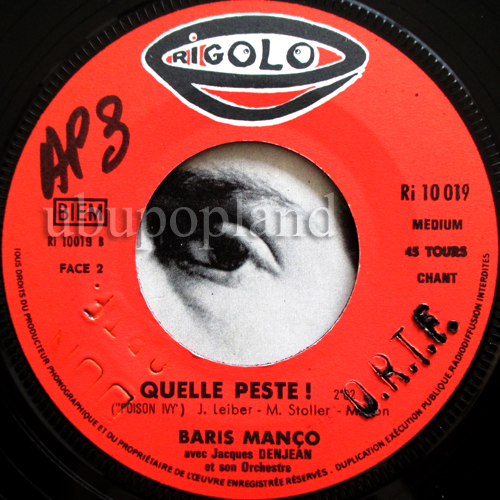 RIGOLO
AP 3
BIEM
Ri 10019 B
FACE 2
Ri 10 019
MEDIUM
45 TOURS
CHANT
ubupopland
O.R.T.F.
QUELLE PESTE !
("POISON IVY") J. Leiber - M. Stoller -
BARIS MANÇO
avec Jacques DENJEAN
et son Orchestre
TOUS DROITS DU PRODUCTEUR PHONOGRAPHIQUE ET DU PROPRIÉTAIRE DE L'ŒUVRE ENREGISTRÉE RÉSERVÉS . DUPLICATION EXÉCUTION PUBLIQUE RADIODIFFUSION INTERDITES